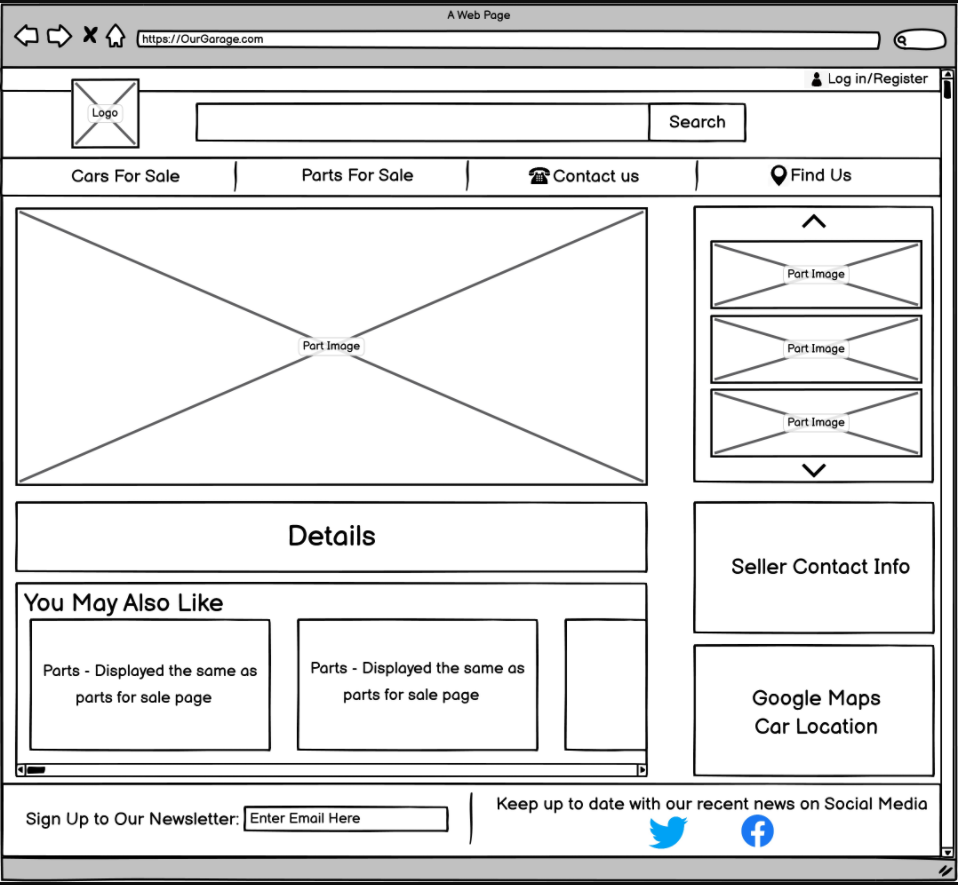 A Web Page
https://OurGarage.com
Log in/Register
Logo
Search
Cars For Sale
Parts For Sale
Contact us
Find Us
Part Image
Part Image
Part Image
Part Image
Details
Seller Contact Info
You May Also Like
Parts - Displayed the same as
parts for sale page
Parts - Displayed the same as
parts for sale page
Google Maps
Car Location
Sign Up to Our Newsletter:
Enter Email Here
Keep up to date with our recent news on Social Media